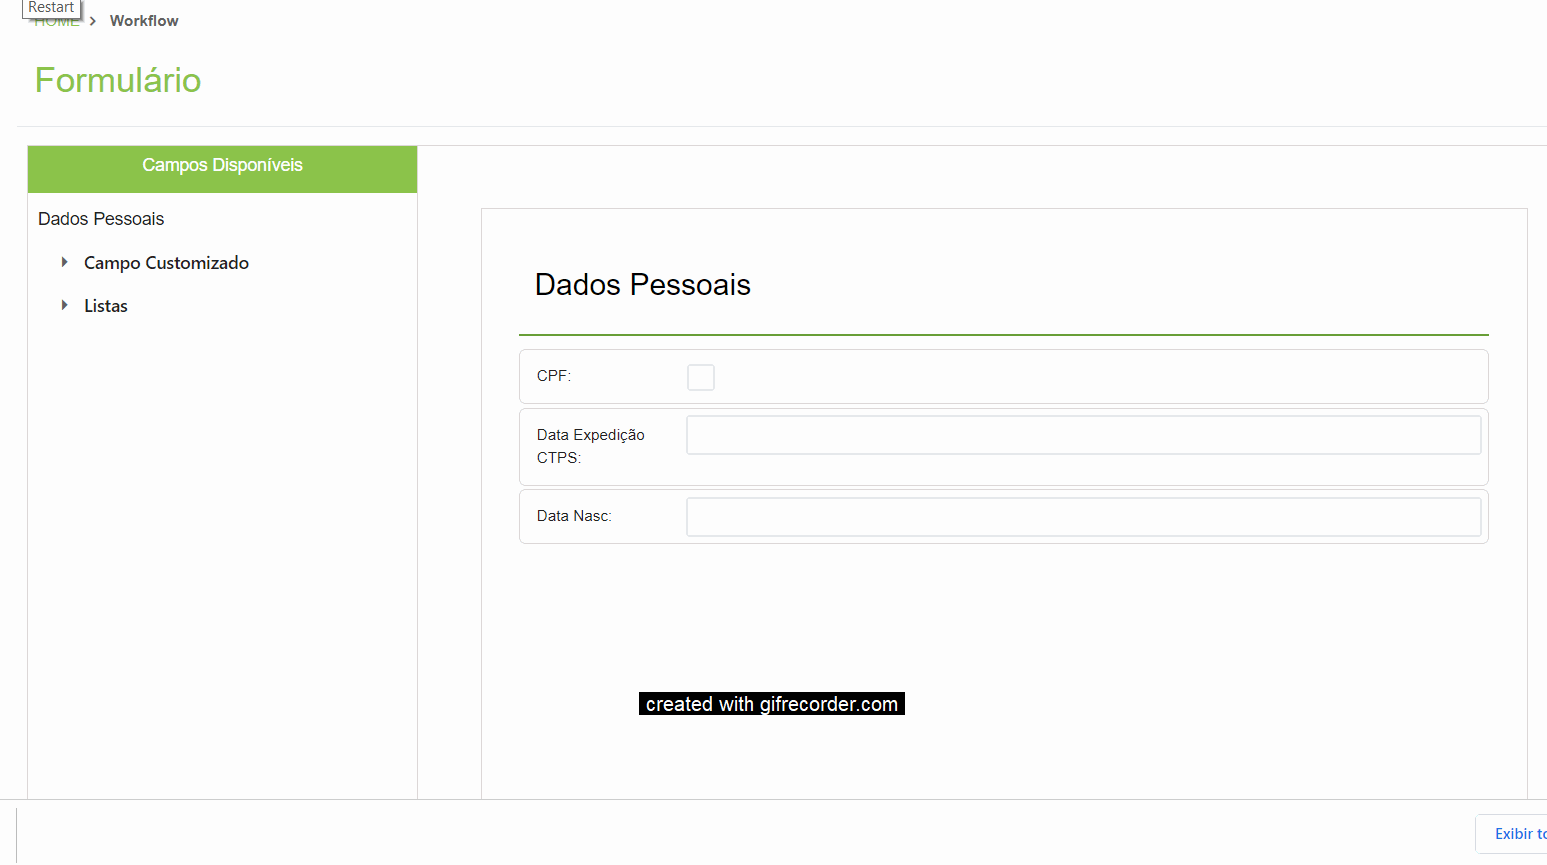 Restart
HOME > Workflow
Formulário
Campos Disponíveis
Dados Pessoais
Campo Customizado
Listas
Dados Pessoais
CPF:
Data Expedição
CTPS:
Data Nasc:
created with gifrecorder.com
Exibir